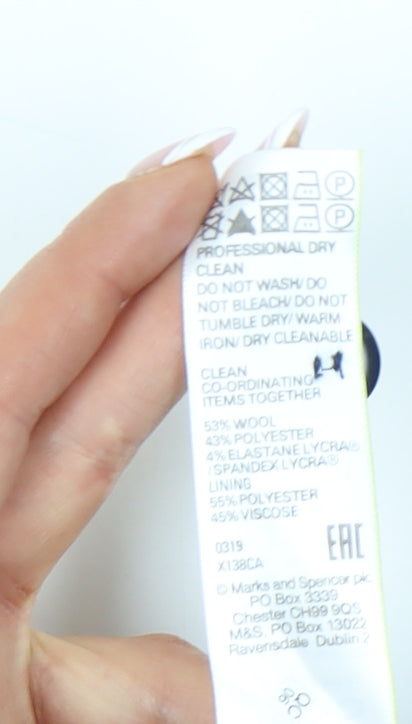 P
P
PROFESSIONAL DRY
CLEAN
DO NOT WASH/ DO
NOT BLEACH/ DO NOT
TUMBLE DRY/ WARM
IRON/ DRY CLEANABLE
CLEAN
CO-ORDINATING
ITEMS TOGETHER
53% WOOL
43% POLYESTER
4% ELASTANE LYCRA®
/SPANDEX LYCRA®
LINING
55% POLYESTER
45% VISCOSE
0319
X138CA
EAC
© Marks and Spencer plc
PO Box 3339
Chester CH99 9QS
M&S, PO Box 13022
Ravensdale Dublin 2